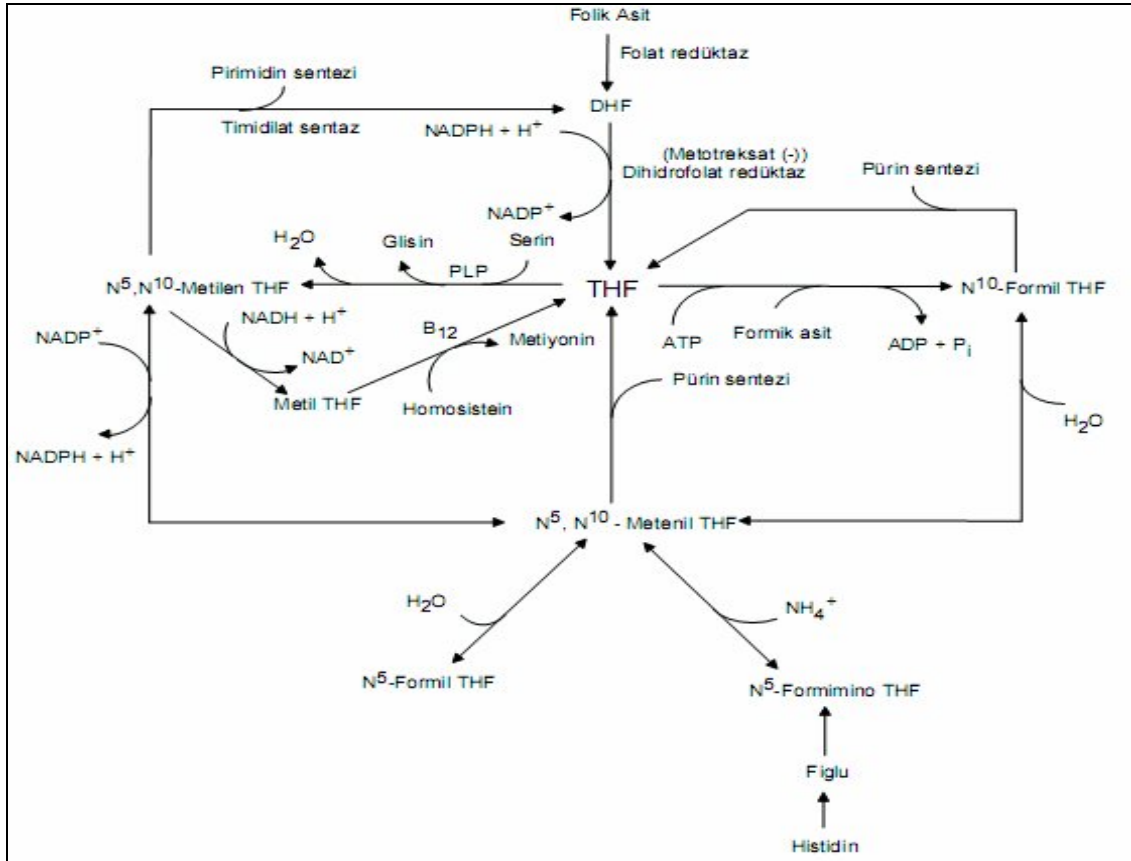 Folik Asit
Folat redüktaz
Pirimidin sentezi
DHF
Timidilat sentaz
NADPH + H⁺
(Metotreksat (-))
Dihidrofolat redüktaz
Pürin sentezi
NADP⁺
H₂O
Glisin
Serin
PLP
N⁵,N¹⁰-Metilen THF
THF
N¹⁰-Formil THF
NADP⁺
NADH + H⁺
B₁₂
Metiyonin
ATP
Formik asit
ADP + Pᵢ
NAD⁺
Metil THF
Homosistein
Pürin sentezi
H₂O
NADPH + H⁺
N⁵, N¹⁰ - Metenil THF
H₂O
NH₄⁺
N⁵-Formil THF
N⁵-Formimino THF
Figlu
Histidin